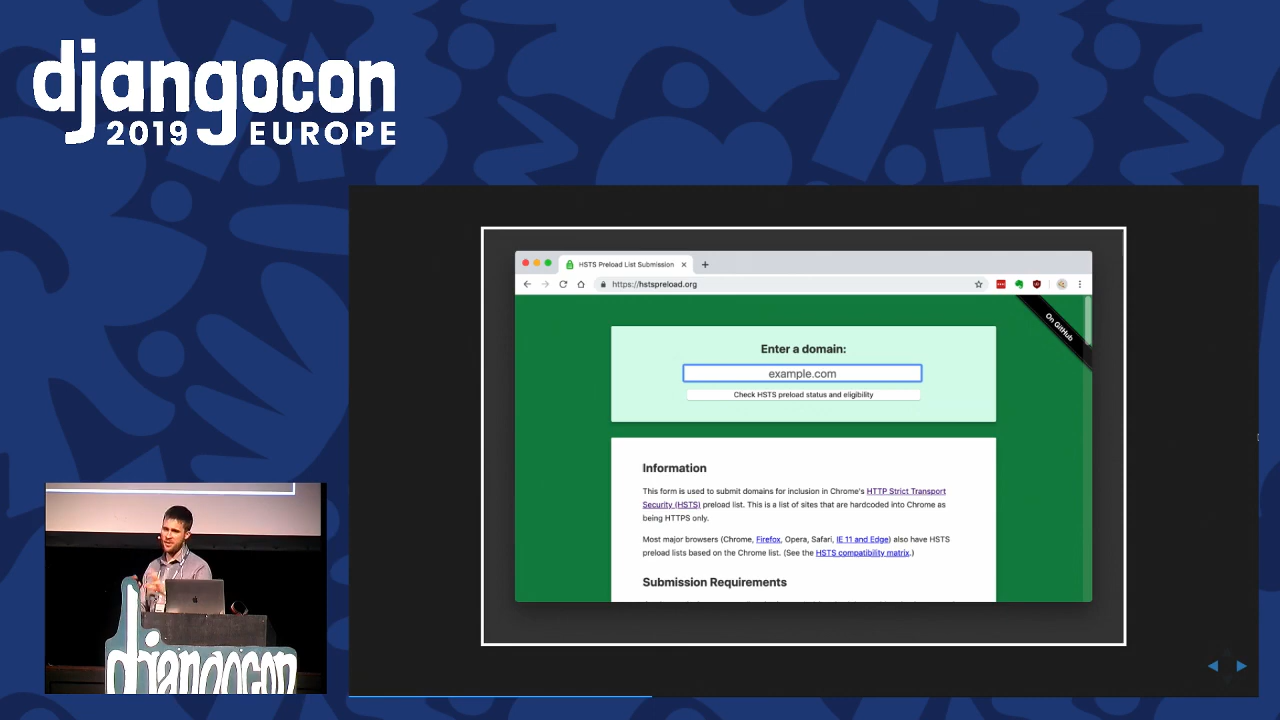 djangocon
2019 EUROPE
HSTS Preload List Submission
https://hstspreload.org
On GitHub
Enter a domain:
example.com
Check HSTS preload status and eligibility
Information
This form is used to submit domains for inclusion in Chrome's HTTP Strict Transport
Security (HSTS) preload list. This is a list of sites that are hardcoded into Chrome as
being HTTPS only.
Most major browsers (Chrome, Firefox, Opera, Safari, IE 11 and Edge) also have HSTS
preload lists based on the Chrome list. (See the HSTS compatibility matrix.)
Submission Requirements
djangocon